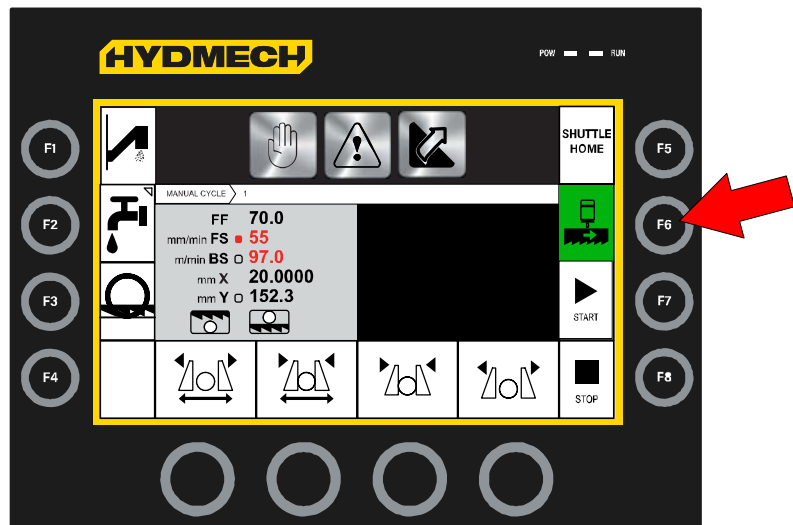 HYDMECH
POW RUN
F1
SHUTTLE
HOME
F5
MANUAL CYCLE 1
F2
FF 70.0
mm/min FS 55
m/min BS 97.0
mm X 20.0000
mm Y 152.3
F6
F3
START
F7
F4
STOP
F8